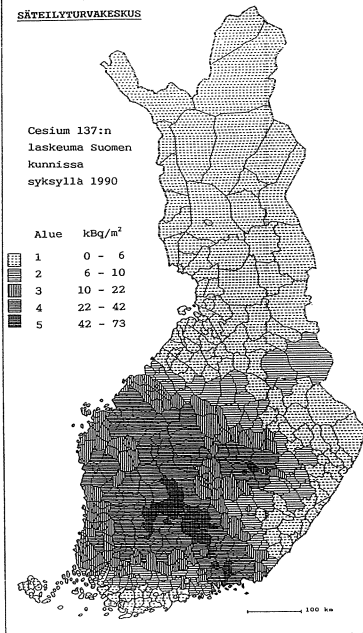 SÄTEILYTURVAKESKUS
Cesium 137:n
laskeuma Suomen
kunnissa
syksyllä 1990
Alue kBq/m²
1 0 - 6
2 6 - 10
3 10 - 22
4 22 - 42
5 42 - 73
100 km